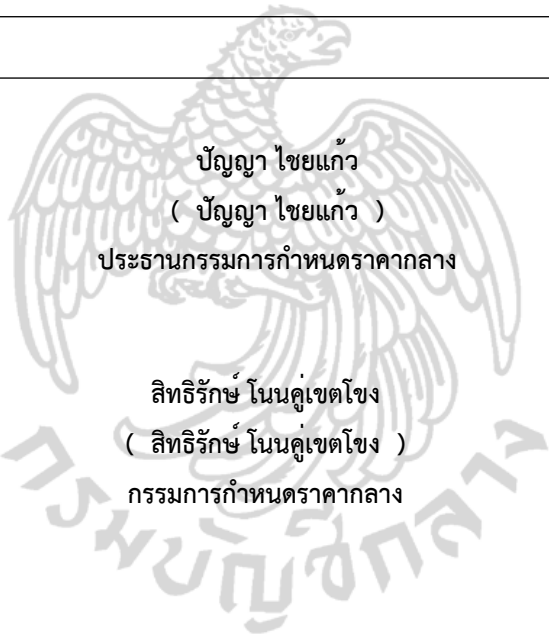 ปัญญา ไชยแก้ว
( ปัญญา ไชยแก้ว )
ประธานกรรมการกำหนดราคากลาง
สิทธิรักษ์ โนนคู่เขตโขง
( สิทธิรักษ์ โนนคู่เขตโขง )
กรรมการกำหนดราคากลาง
กรมบัญชีกลาง